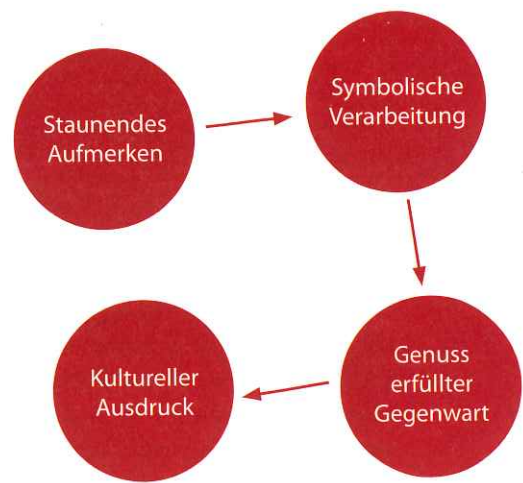 Staunendes
Aufmerken
Symbolische
Verarbeitung
Genuss
erfüllter
Gegenwart
Kultureller
Ausdruck